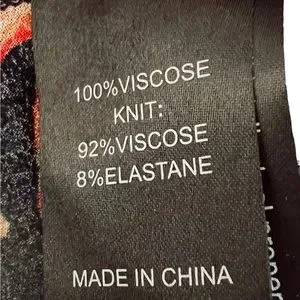 100%VISCOSE
KNIT:
92%VISCOSE
8%ELASTANE
MADE IN CHINA